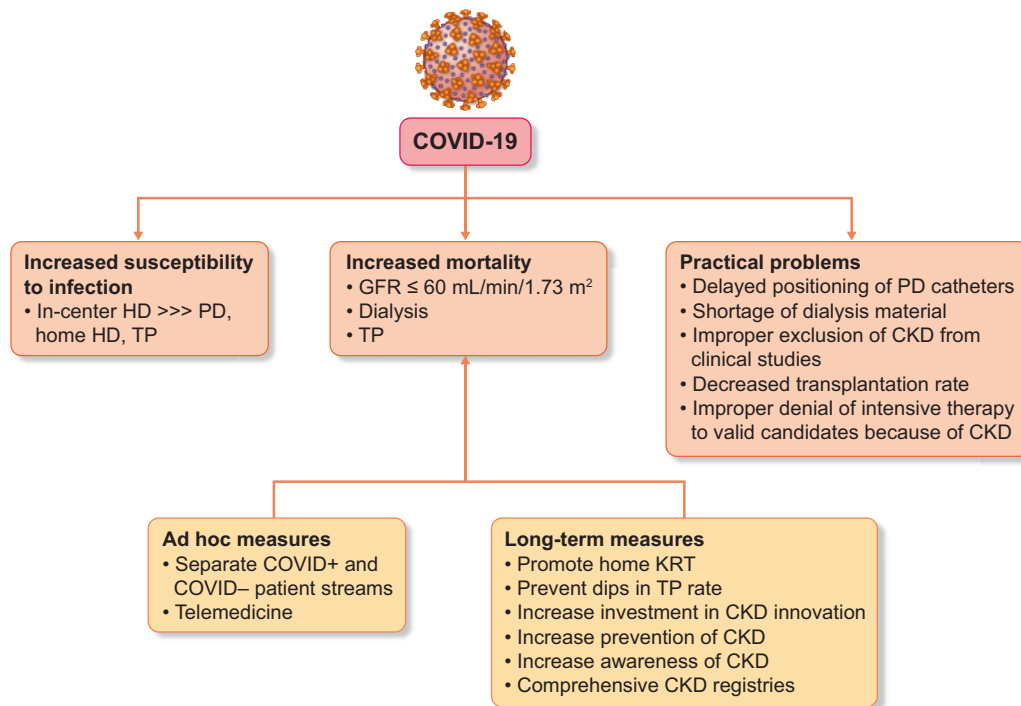 COVID-19
Increased susceptibility
to infection
• In-center HD >>> PD,
home HD, TP
Increased mortality
• GFR ≤ 60 mL/min/1.73 m²
• Dialysis
• TP
Practical problems
• Delayed positioning of PD catheters
• Shortage of dialysis material
• Improper exclusion of CKD from
clinical studies
• Decreased transplantation rate
• Improper denial of intensive therapy
to valid candidates because of CKD
Ad hoc measures
• Separate COVID+ and
COVID– patient streams
• Telemedicine
Long-term measures
• Promote home KRT
• Prevent dips in TP rate
• Increase investment in CKD innovation
• Increase prevention of CKD
• Increase awareness of CKD
• Comprehensive CKD registries